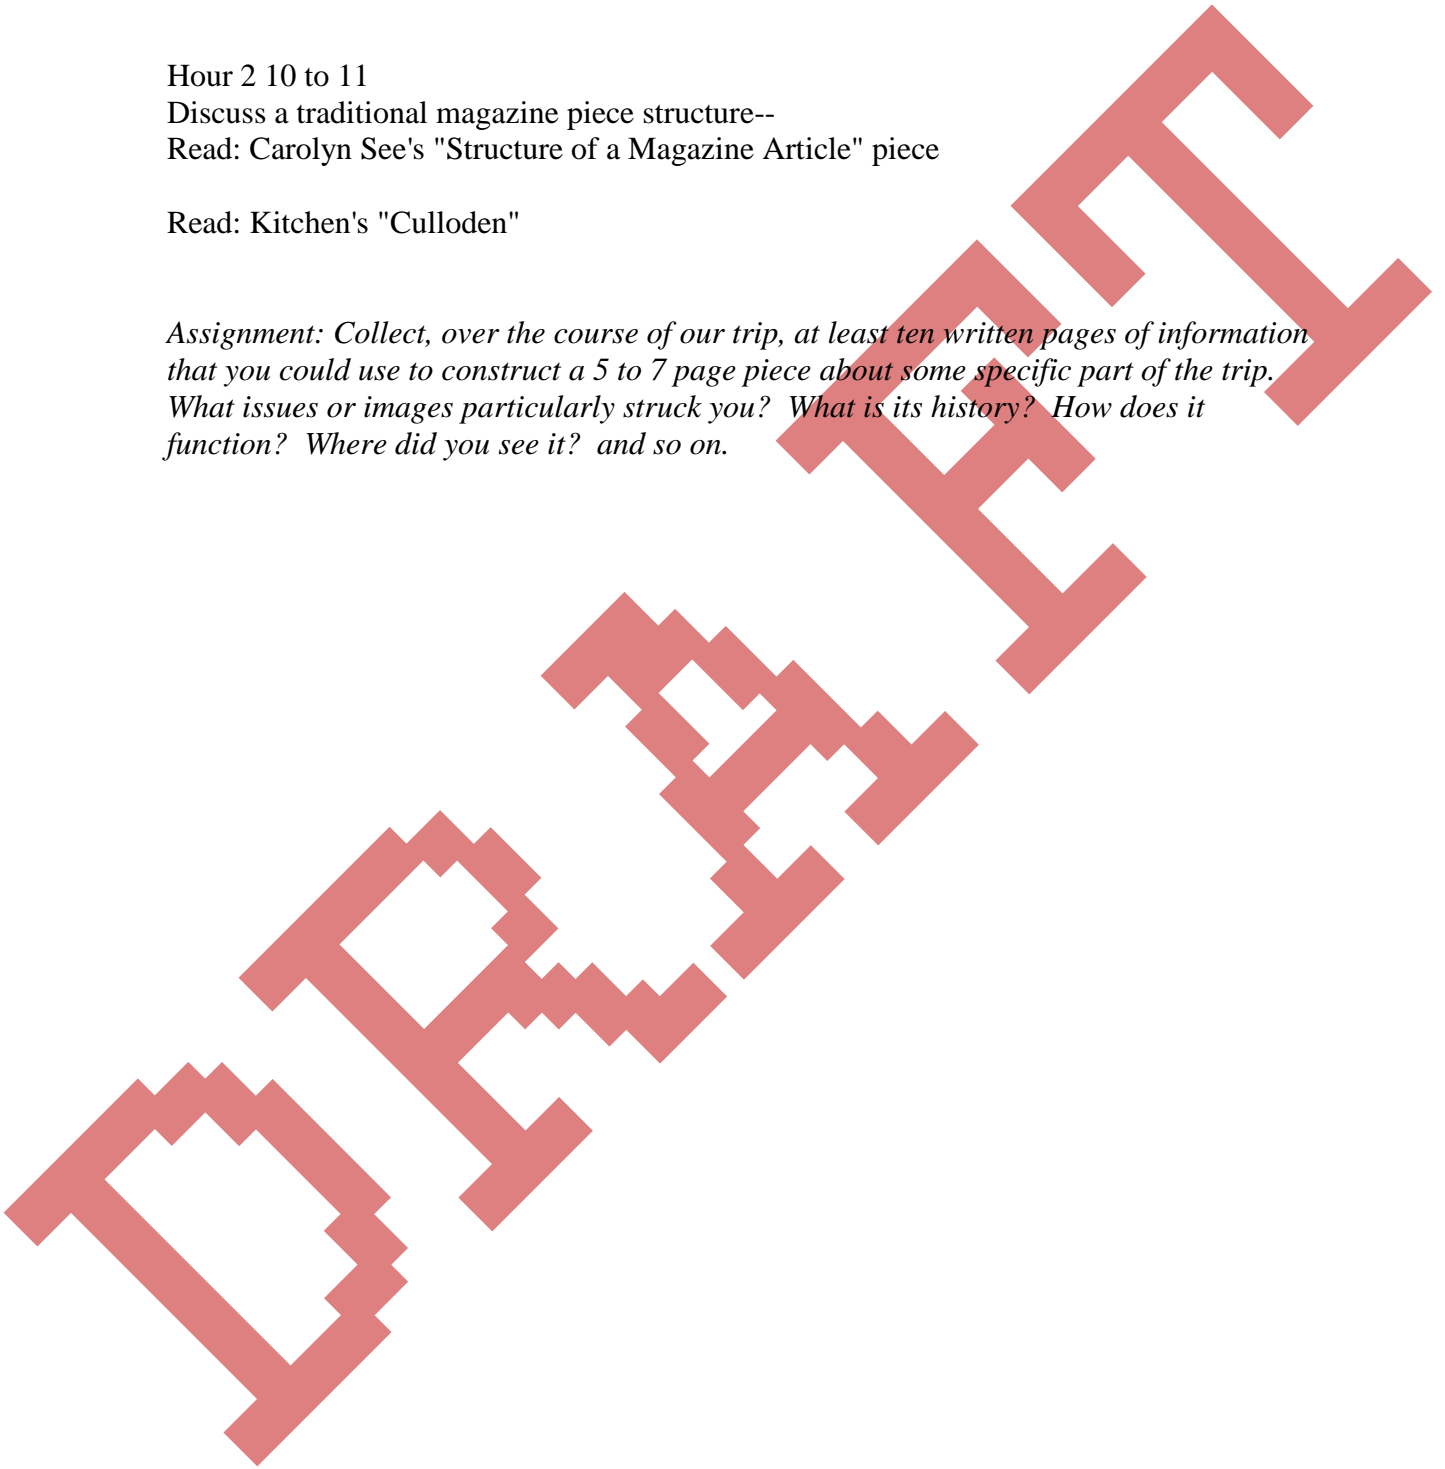 Hour 2 10 to 11
Discuss a traditional magazine piece structure--
Read: Carolyn See's "Structure of a Magazine Article" piece
Read: Kitchen's "Culloden"
Assignment: Collect, over the course of our trip, at least ten written pages of information
that you could use to construct a 5 to 7 page piece about some specific part of the trip.
What issues or images particularly struck you?  What is its history?  How does it
function?  Where did you see it?  and so on.
DRAFT